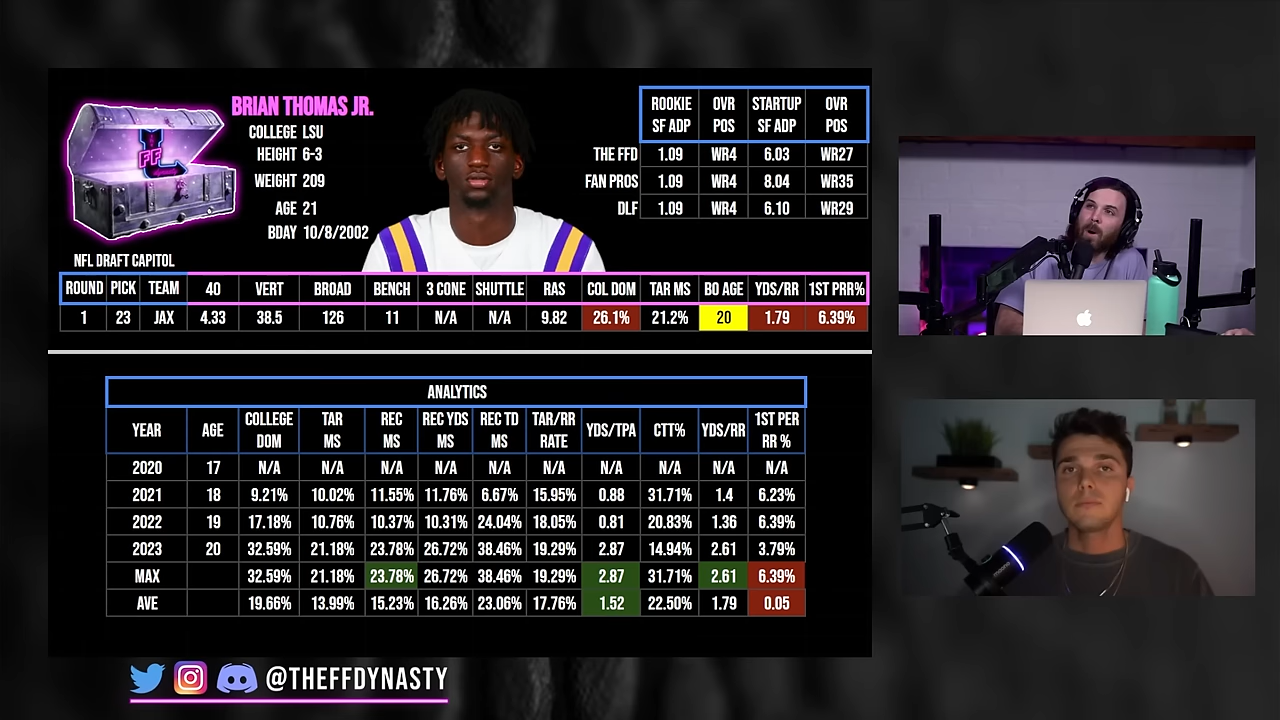 BRIAN THOMAS JR.
COLLEGE LSU
HEIGHT 6-3
WEIGHT 209
AGE 21
BDAY 10/8/2002
FF
dynasty
ROOKIE SF ADP OVR POS STARTUP SF ADP OVR POS
THE FFD 1.09 WR4 6.03 WR27
FAN PROS 1.09 WR4 8.04 WR35
DLF 1.09 WR4 6.10 WR29
NFL DRAFT CAPITOL
ROUND PICK TEAM 40 VERT BROAD BENCH 3 CONE SHUTTLE RAS COL DOM TAR MS BO AGE YDS/RR 1ST PRR%
1 23 JAX 4.33 38.5 126 11 N/A N/A 9.82 26.1% 21.2% 20 1.79 6.39%
ANALYTICS
YEAR AGE COLLEGE DOM TAR MS REC MS REC YDS MS REC TD MS TAR/RR RATE YDS/TPA CTT% YDS/RR 1ST PER RR %
2020 17 N/A N/A N/A N/A N/A N/A N/A N/A N/A N/A
2021 18 9.21% 10.02% 11.55% 11.76% 6.67% 15.95% 0.88 31.71% 1.4 6.23%
2022 19 17.18% 10.76% 10.37% 10.31% 24.04% 18.05% 0.81 20.83% 1.36 6.39%
2023 20 32.59% 21.18% 23.78% 26.72% 38.46% 19.29% 2.87 14.94% 2.61 3.79%
MAX 32.59% 21.18% 23.78% 26.72% 38.46% 19.29% 2.87 31.71% 2.61 6.39%
AVE 19.66% 13.99% 15.23% 16.26% 23.06% 17.76% 1.52 22.50% 1.79 0.05
@THEFFDYNASTY